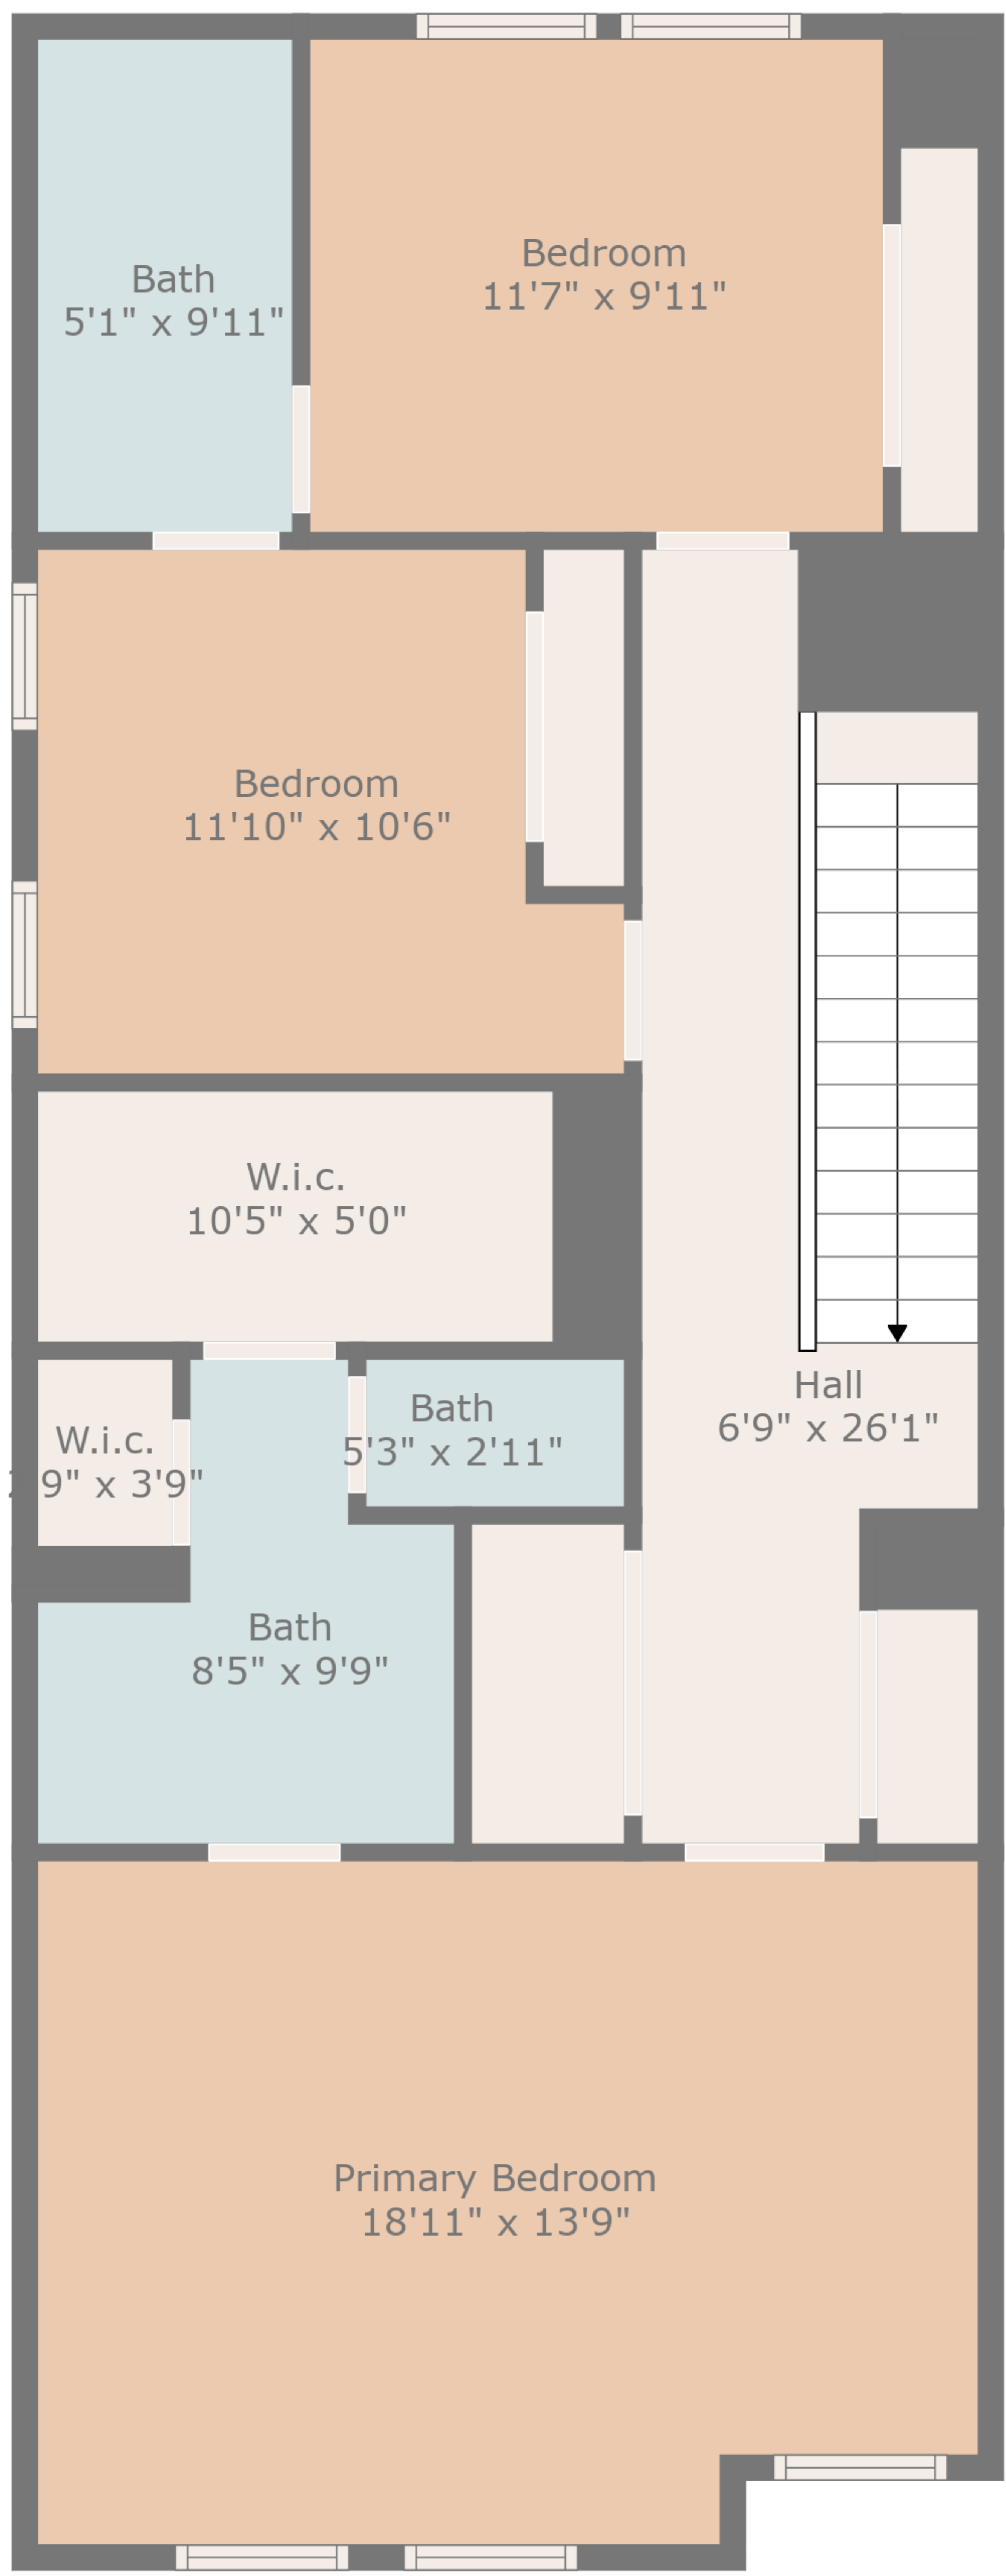 Bedroom
11'7" x 9'11"
Bath
5'1" x 9'11"
Bedroom
11'10" x 10'6"
W.i.c.
10'5" x 5'0"
Hall
6'9" x 26'1"
Bath
5'3" x 2'11"
W.i.c.
9" x 3'9"
Bath
8'5" x 9'9"
Primary Bedroom
18'11" x 13'9"